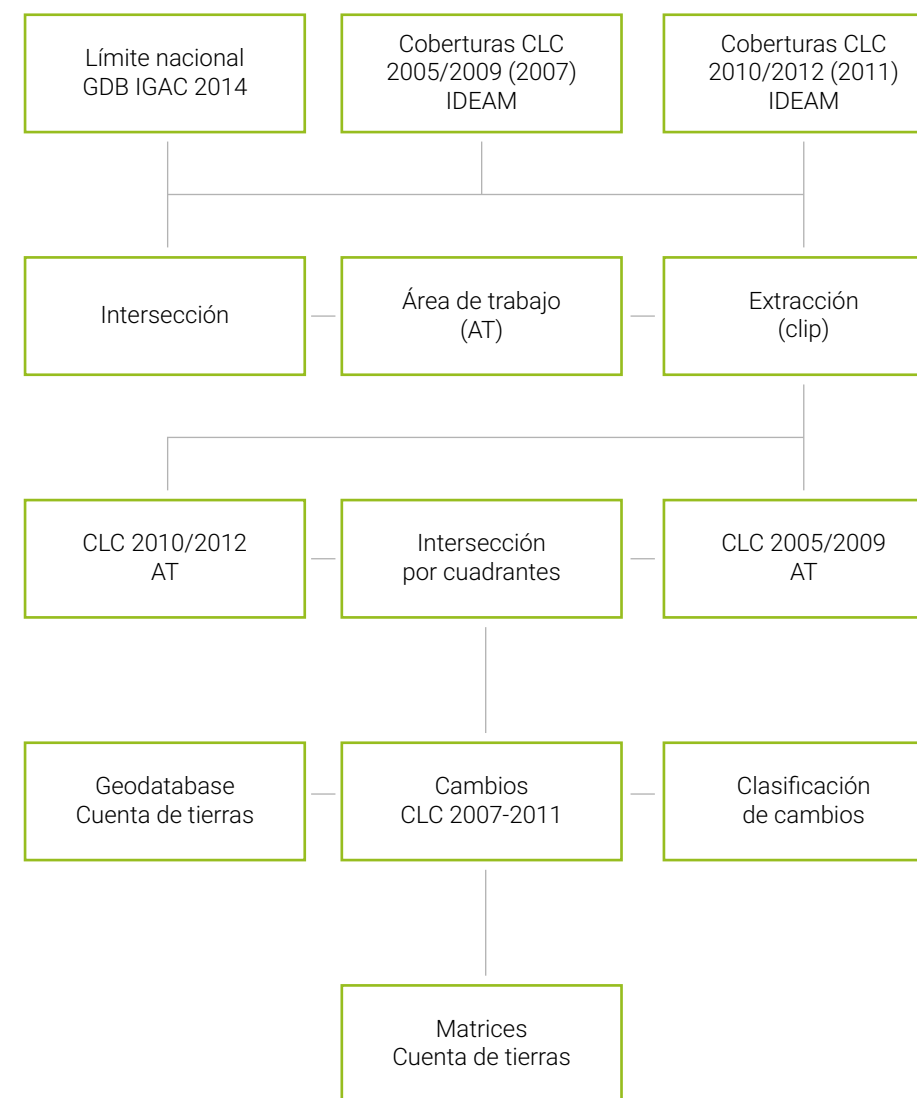 Límite nacional
GDB IGAC 2014
Coberturas CLC
2005/2009 (2007)
IDEAM
Coberturas CLC
2010/2012 (2011)
IDEAM
Intersección
Área de trabajo
(AT)
Extracción
(clip)
CLC 2010/2012
AT
Intersección
por cuadrantes
CLC 2005/2009
AT
Geodatabase
Cuenta de tierras
Cambios
CLC 2007-2011
Clasificación
de cambios
Matrices
Cuenta de tierras